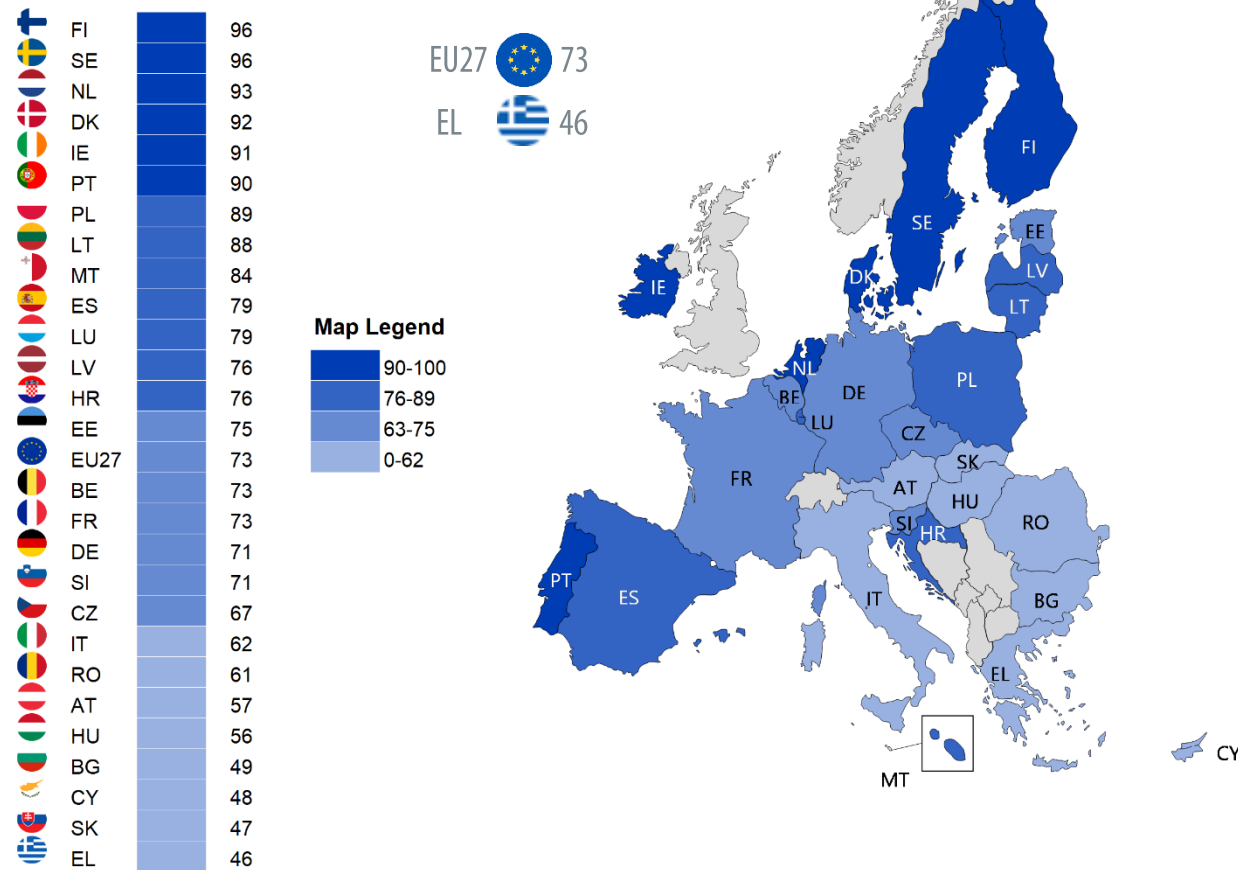 FI 96
SE 96
NL 93
DK 92
IE 91
PT 90
PL 89
LT 88
MT 84
ES 79
LU 79
LV 76
HR 76
EE 75
EU27 73
BE 73
FR 73
DE 71
SI 71
CZ 67
IT 62
RO 61
AT 57
HU 56
BG 49
CY 48
SK 47
EL 46
EU27 73
EL 46
Map Legend
90-100
76-89
63-75
0-62
FI
SE
EE
LV
DK
IE
LT
NL
PL
DE
BE
LU
CZ
SK
FR
AT
HU
RO
SI
HR
PT
ES
IT
BG
EL
MT
CY